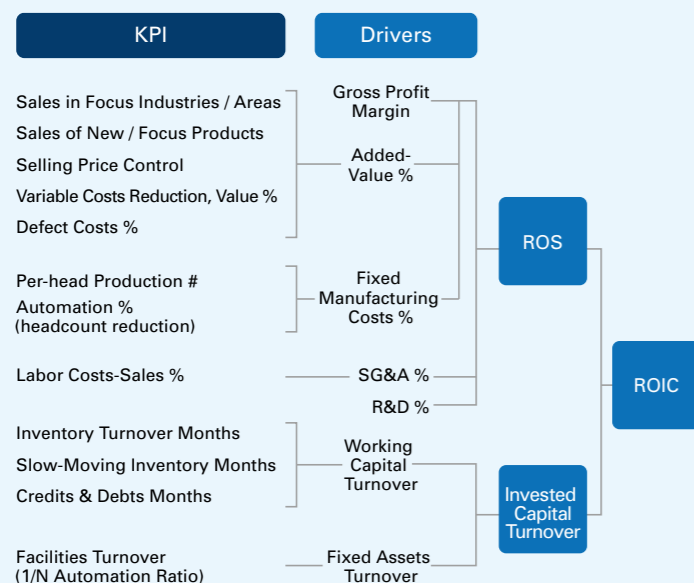 KPI
Drivers
Sales in Focus Industries / Areas
Sales of New / Focus Products
Selling Price Control
Variable Costs Reduction, Value %
Defect Costs %
Per-head Production #
Automation %
(headcount reduction)
Labor Costs-Sales %
Inventory Turnover Months
Slow-Moving Inventory Months
Credits & Debts Months
Facilities Turnover
(1/N Automation Ratio)
Gross Profit
Margin
Added-
Value %
Fixed
Manufacturing
Costs %
SG&A %
R&D %
Working
Capital
Turnover
Fixed Assets
Turnover
ROS
Invested
Capital
Turnover
ROIC